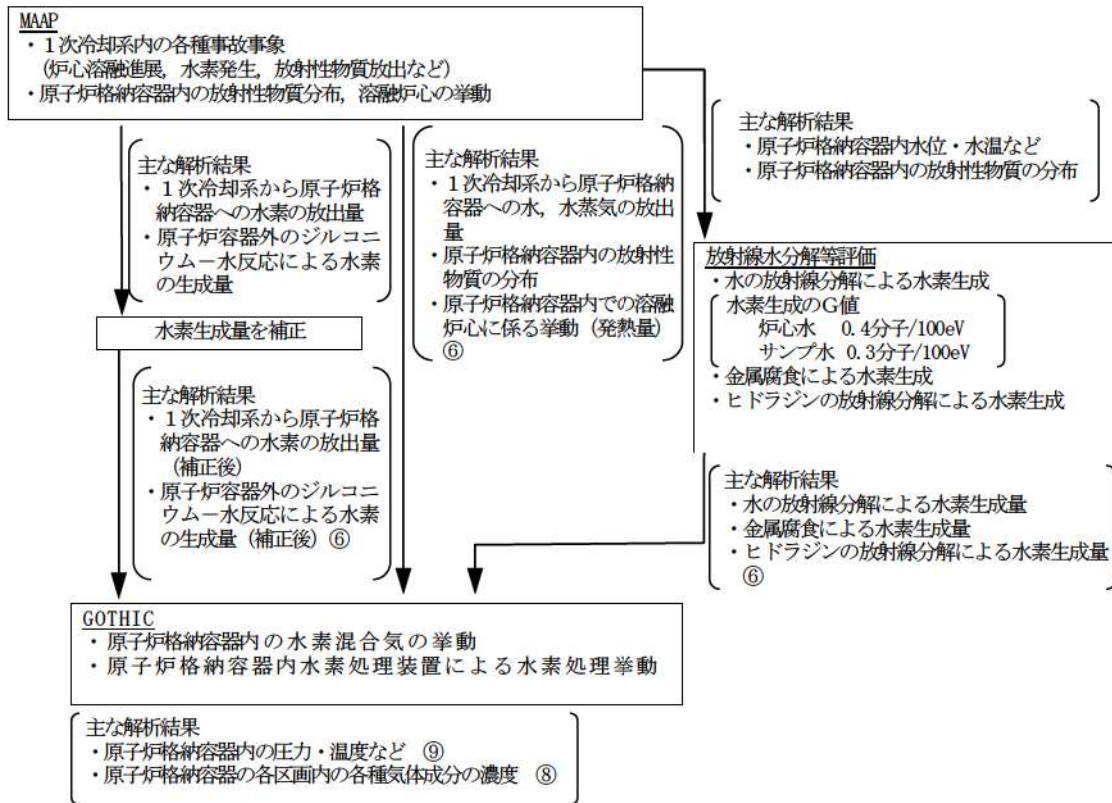 MAAP
・１次冷却系内の各種事故事象
(炉心溶融進展，水素発生，放射性物質放出など)
・原子炉格納容器内の放射性物質分布，溶融炉心の挙動
主な解析結果
・１次冷却系から原子炉格
納容器への水素の放出量
・原子炉容器外のジルコニ
ウム－水反応による水素
の生成量
主な解析結果
・１次冷却系から原子炉格納
容器への水，水蒸気の放出
量
・原子炉格納容器内の放射性
物質の分布
・原子炉格納容器内での溶融
炉心に係る挙動（発熱量）
⑥
主な解析結果
・原子炉格納容器内水位・水温など
・原子炉格納容器内の放射性物質の分布
水素生成量を補正
放射線水分解等評価
・水の放射線分解による水素生成
水素生成のＧ値
炉心水　0.4分子/100eV
サンプ水　0.3分子/100eV
・金属腐食による水素生成
・ヒドラジンの放射線分解による水素生成
主な解析結果
・１次冷却系から原子炉格
納容器への水素の放出量
（補正後）
・原子炉容器外のジルコニ
ウム－水反応による水素
の生成量（補正後）⑥
主な解析結果
・水の放射線分解による水素生成量
・金属腐食による水素生成量
・ヒドラジンの放射線分解による水素生成量
⑥
GOTHIC
・原子炉格納容器内の水素混合気の挙動
・原子炉格納容器内水素処理装置による水素処理挙動
主な解析結果
・原子炉格納容器内の圧力・温度など　⑨
・原子炉格納容器の各区画内の各種気体成分の濃度　⑧